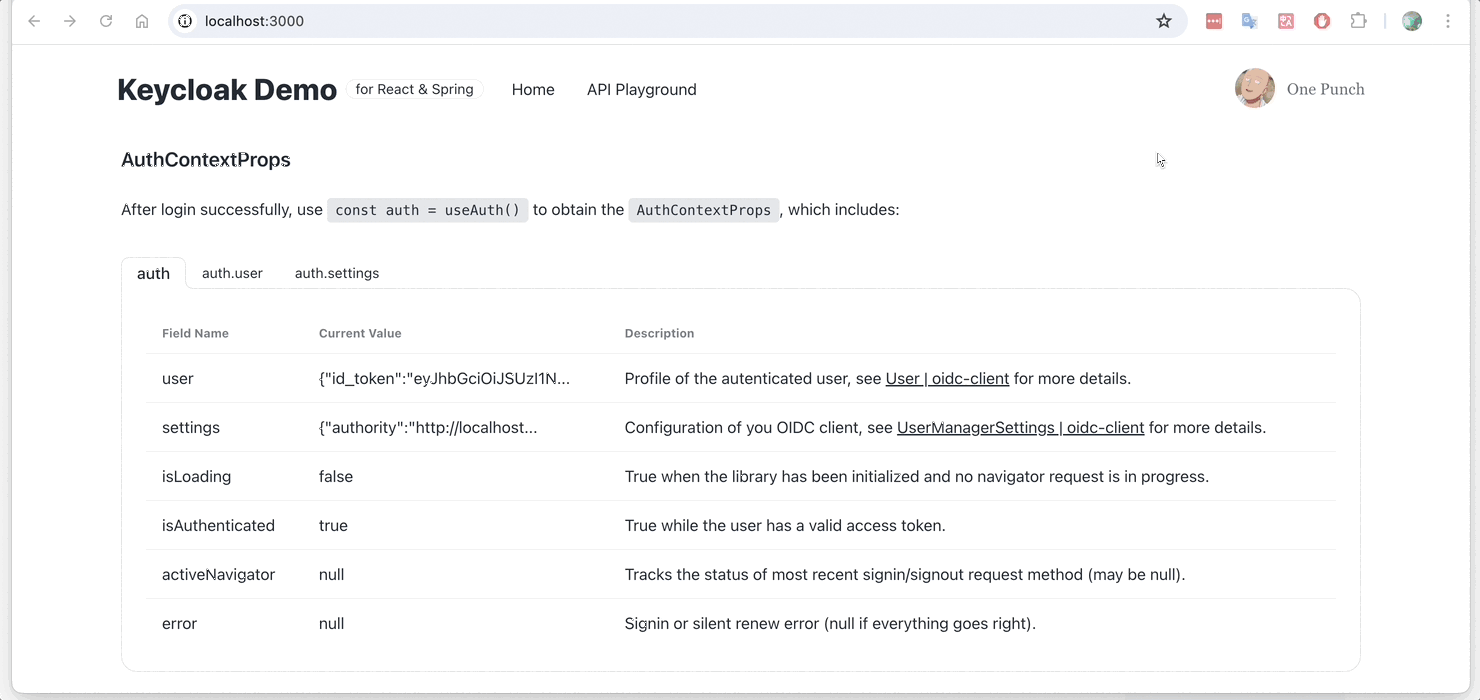 localhost:3000
Keycloak Demo for React & Spring Home API Playground One Punch
AuthContextProps
After login successfully, use const auth = useAuth() to obtain the AuthContextProps , which includes:
auth auth.user auth.settings
Field Name Current Value Description
user {"id_token":"eyJhbGciOiJSUzI1N... Profile of the autenticated user, see User | oidc-client for more details.
settings {"authority":"http://localhost... Configuration of you OIDC client, see UserManagerSettings | oidc-client for more details.
isLoading false True when the library has been initialized and no navigator request is in progress.
isAuthenticated true True while the user has a valid access token.
activeNavigator null Tracks the status of most recent signin/signout request method (may be null).
error null Signin or silent renew error (null if everything goes right).